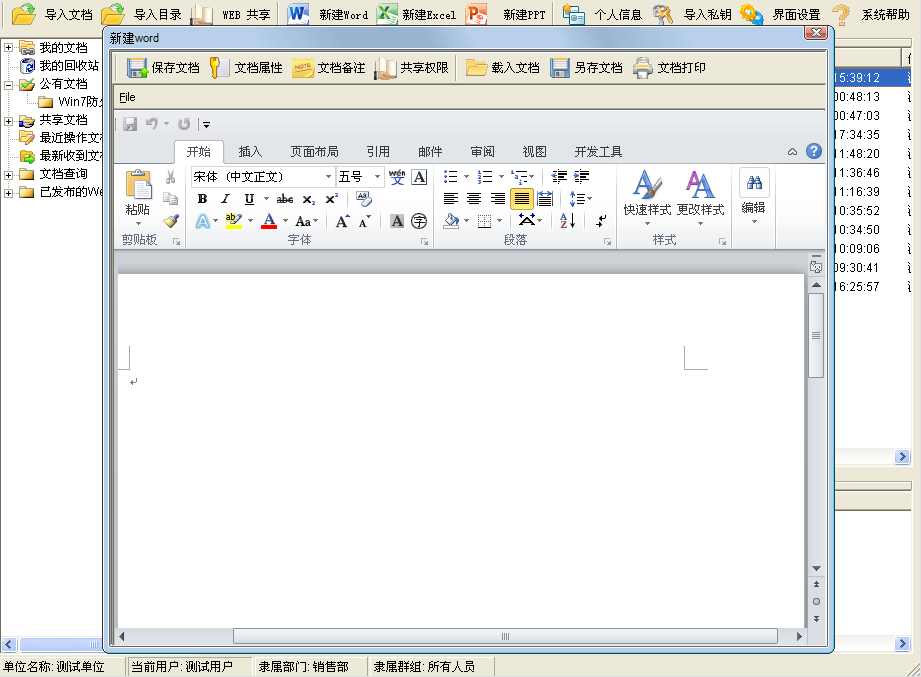 导入文档 导入目录 WEB 共享 新建Word 新建Excel 新建PPT 个人信息 导入私钥 界面设置 系统帮助
新建word
保存文档 文档属性 NOTE 文档备注 共享权限 载入文档 另存文档 文档打印
File
开始 插入 页面布局 引用 邮件 审阅 视图 开发工具
宋体 (中文正文) 五号 wén 文 A
B I U abc x₂ x² Aa
A ab A Aa A A A 字
粘贴 快速样式 更改样式 编辑
剪贴板 字体 段落 样式
我的文档
我的回收站
公有文档
Win7防
共享文档
最近操作文
最新收到文
文档查询
已发布的We
15:39:12
00:48:13
00:47:03
17:34:35
11:48:20
11:36:46
11:16:39
10:35:52
10:34:50
10:09:06
09:30:41
16:25:57
单位名称: 测试单位 当前用户: 测试用户 隶属部门: 销售部 隶属群组: 所有人员